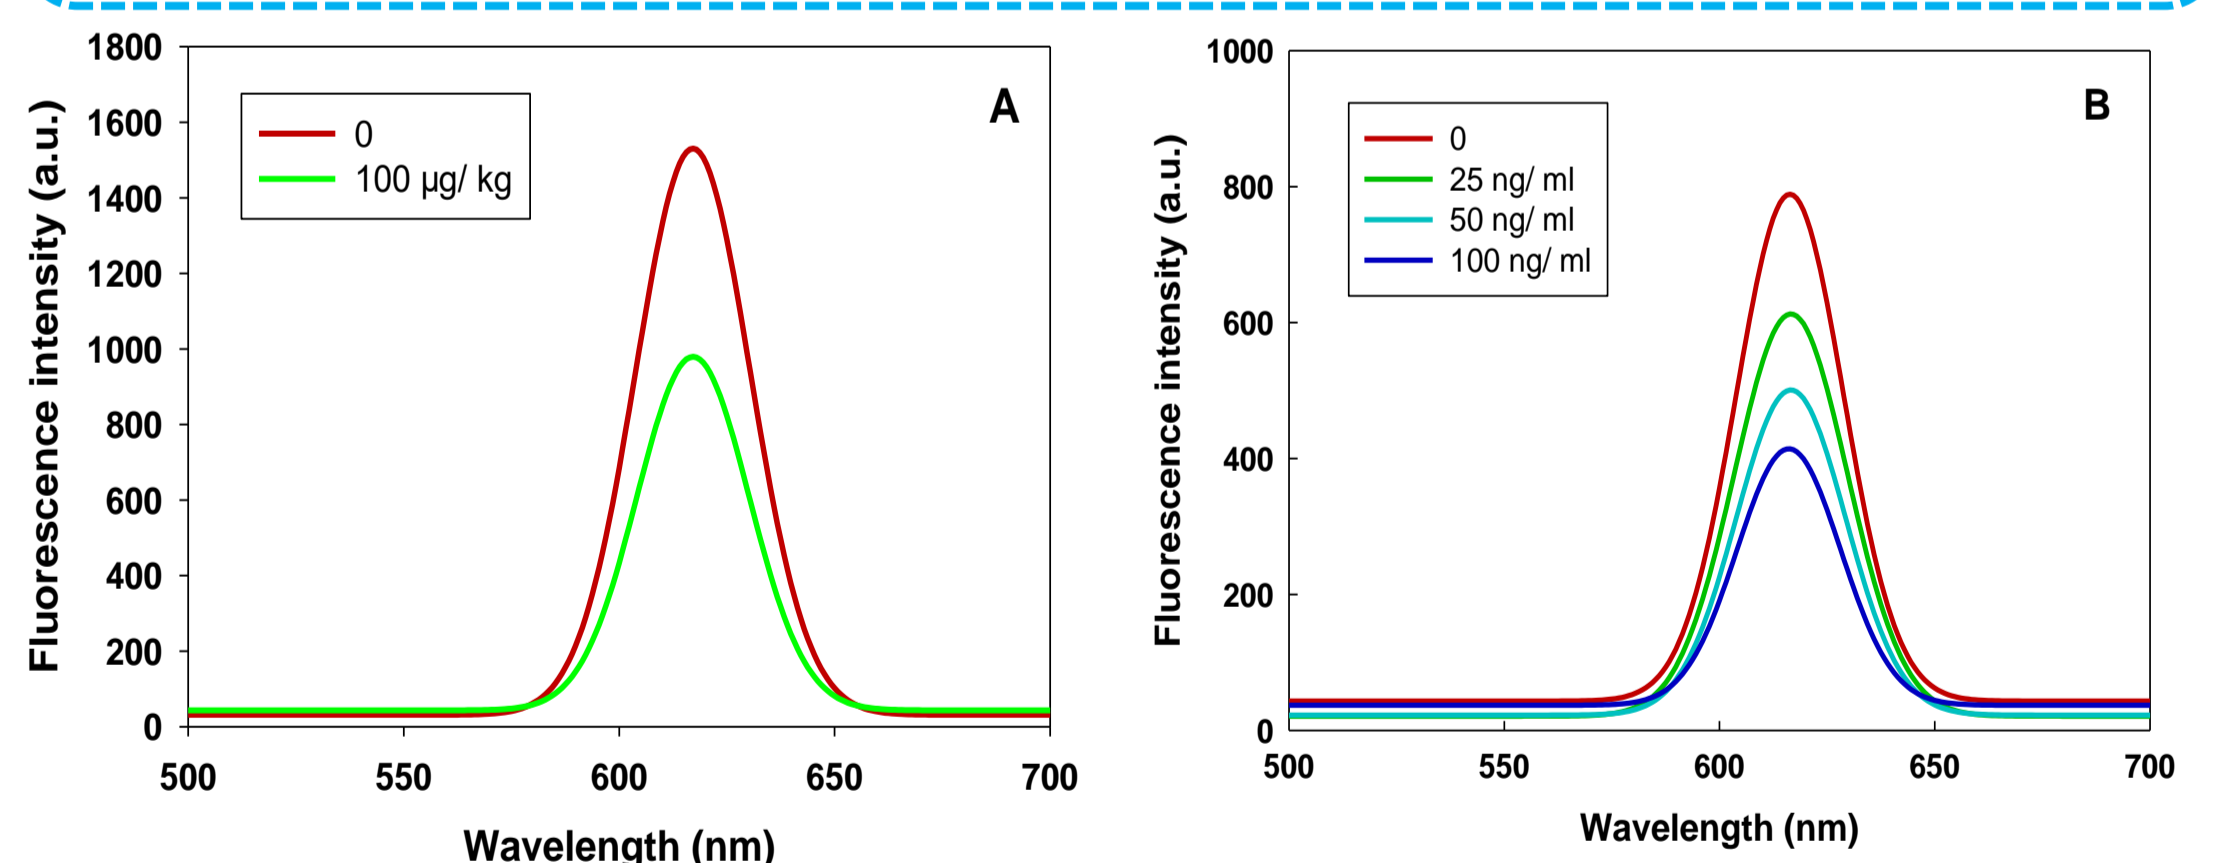 A
0
100 µg/ kg
Fluorescence intensity (a.u.)
1800
1600
1400
1200
1000
800
600
400
200
0
500 550 600 650 700
Wavelength (nm)
B
0
25 ng/ ml
50 ng/ ml
100 ng/ ml
Fluorescence intensity (a.u.)
1000
800
600
400
200
0
500 550 600 650 700
Wavelength (nm)